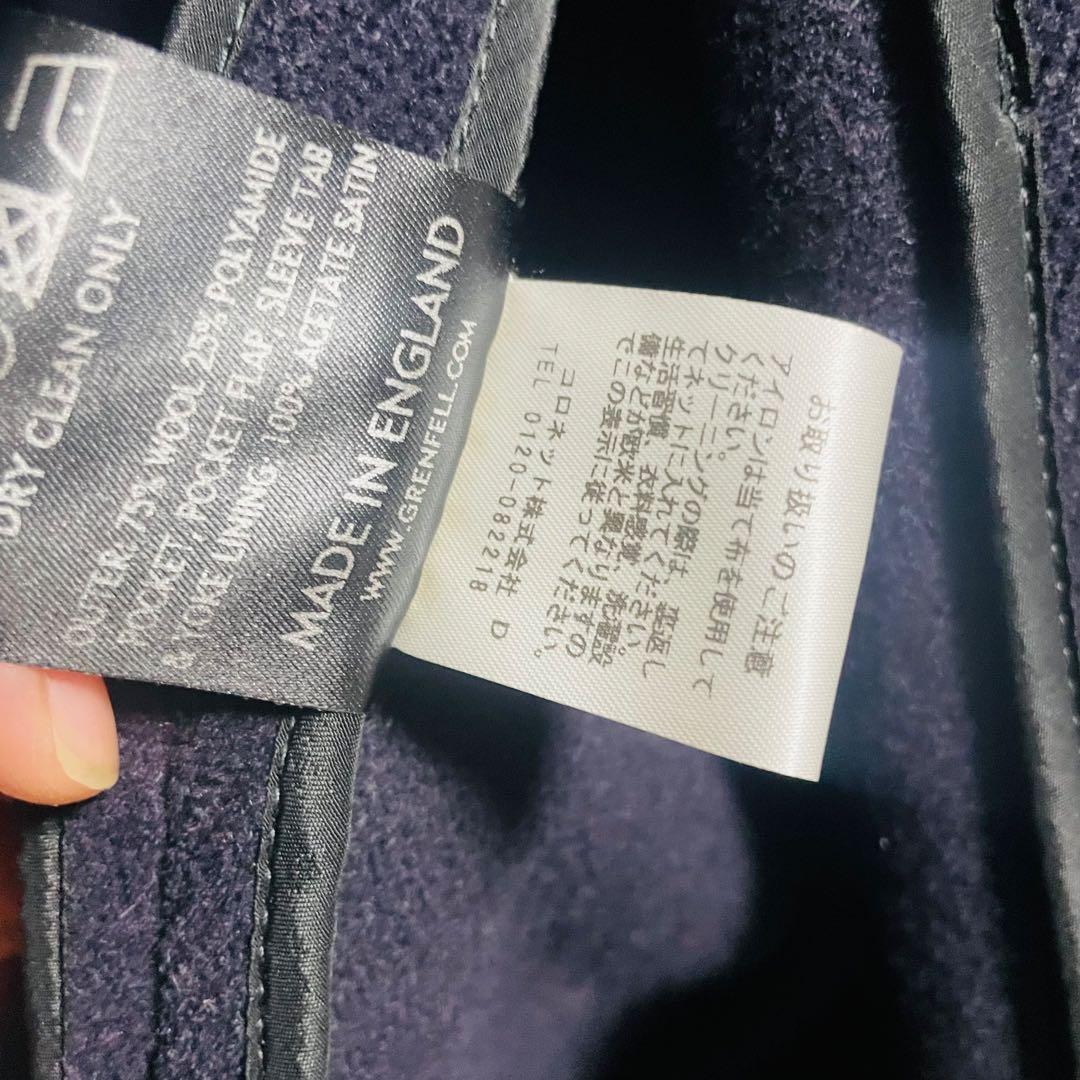 DRY CLEAN ONLY
OUTER, 75% WOOL 25% POLYAMIDE
POCKET, POCKET FLAP, SLEEVE TAB
& YOKE LINING 100% ACETATE SATIN
MADE IN ENGLAND
WWW.GRENFELL.COM
お取り扱いのご注意
アイロンは当て布を使用して
ください。
クリーニングの際は、裏返し
てネットに入れてください。
生活習慣、衣料感覚、洗濯設
備などが欧米と異なりますの
でこの表示に従ってください。
コロネット株式会社
TEL 0120-082218 D